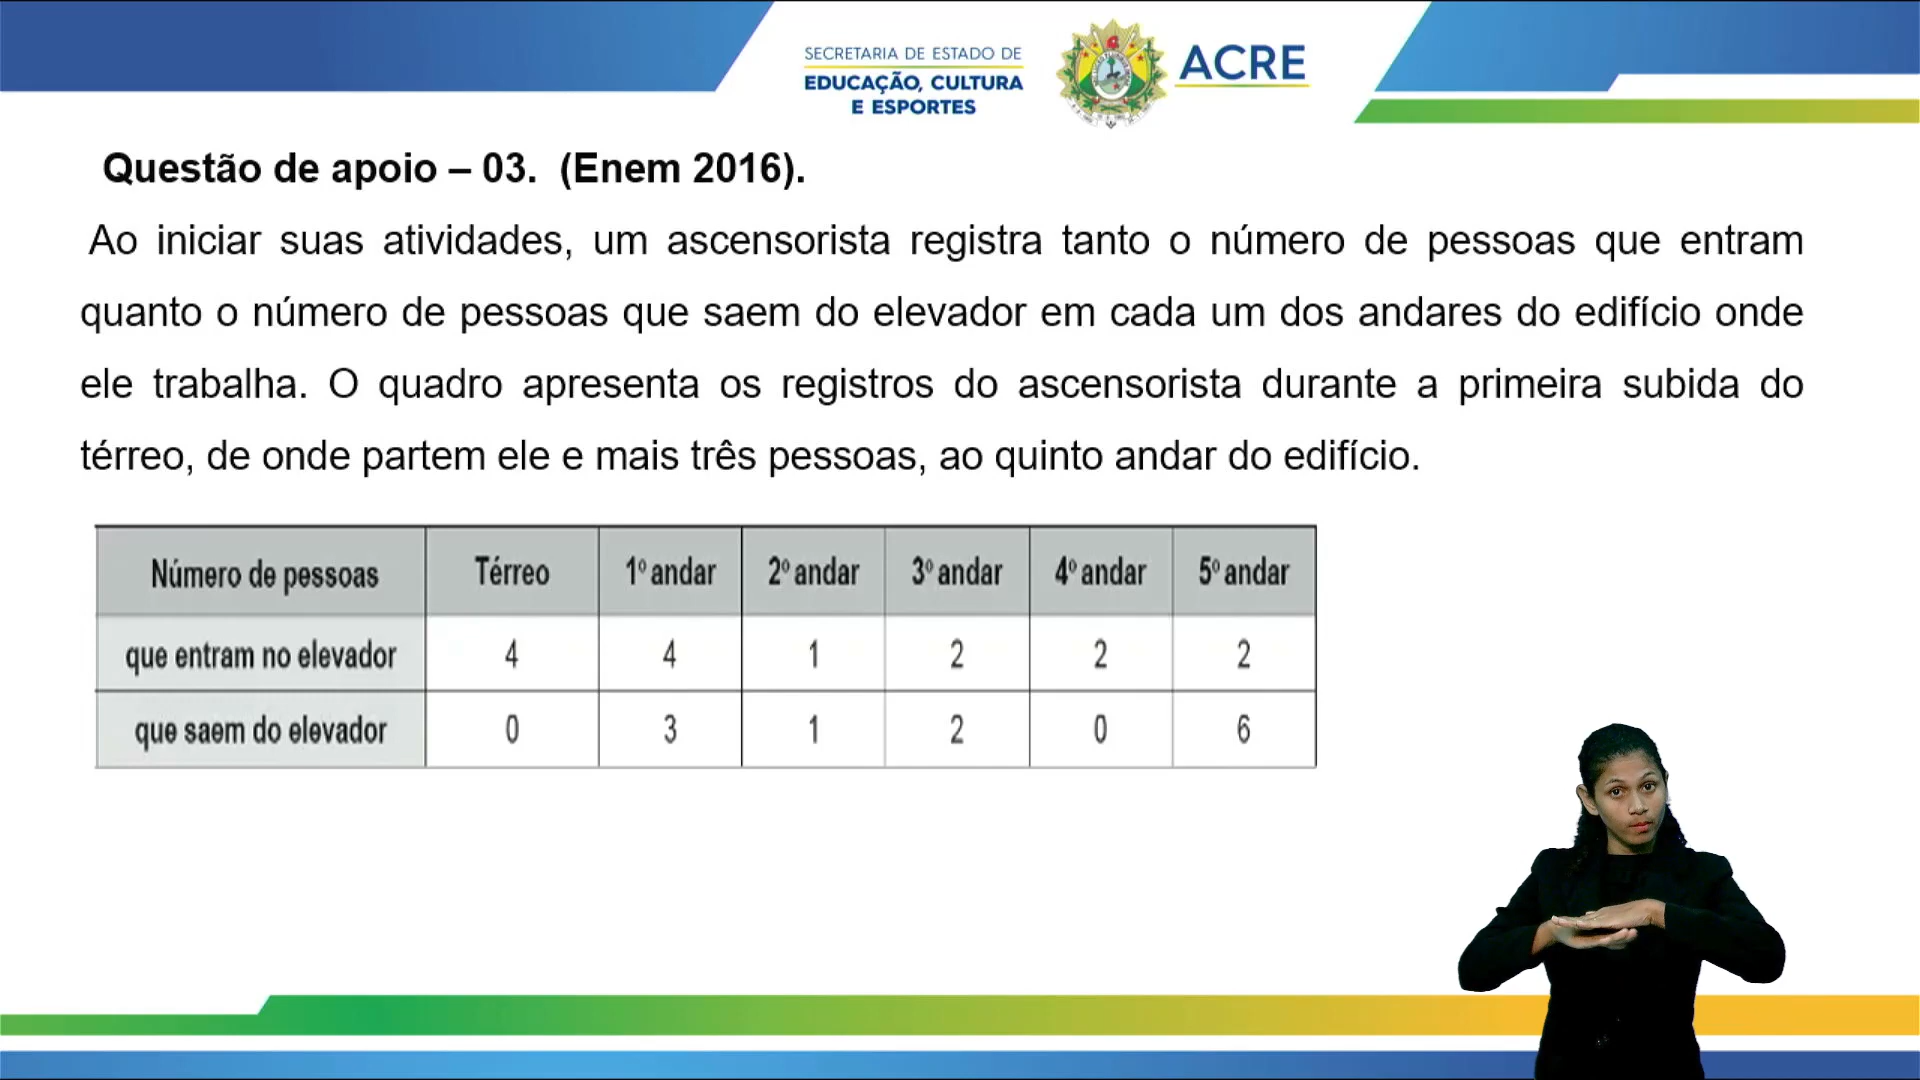 SECRETARIA DE ESTADO DE
EDUCAÇÃO, CULTURA
E ESPORTES
ACRE
Questão de apoio – 03. (Enem 2016).
Ao iniciar suas atividades, um ascensorista registra tanto o número de pessoas que entram
quanto o número de pessoas que saem do elevador em cada um dos andares do edifício onde
ele trabalha. O quadro apresenta os registros do ascensorista durante a primeira subida do
térreo, de onde partem ele e mais três pessoas, ao quinto andar do edifício.
Número de pessoas Térreo 1º andar 2º andar 3º andar 4º andar 5º andar
que entram no elevador 4 4 1 2 2 2
que saem do elevador 0 3 1 2 0 6